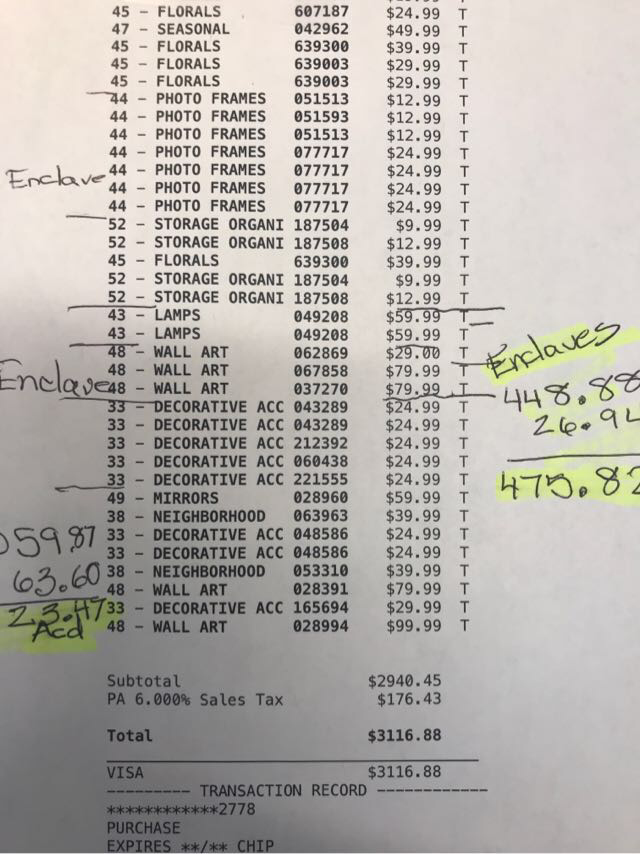 45 - FLORALS 607187 $24.99 T
47 - SEASONAL 042962 $49.99 T
45 - FLORALS 639300 $39.99 T
45 - FLORALS 639003 $29.99 T
45 - FLORALS 639003 $29.99 T
44 - PHOTO FRAMES 051513 $12.99 T
44 - PHOTO FRAMES 051593 $12.99 T
44 - PHOTO FRAMES 051513 $12.99 T
44 - PHOTO FRAMES 077717 $24.99 T
Enclave 44 - PHOTO FRAMES 077717 $24.99 T
44 - PHOTO FRAMES 077717 $24.99 T
44 - PHOTO FRAMES 077717 $24.99 T
52 - STORAGE ORGANI 187504 $9.99 T
52 - STORAGE ORGANI 187508 $12.99 T
45 - FLORALS 639300 $39.99 T
52 - STORAGE ORGANI 187504 $9.99 T
52 - STORAGE ORGANI 187508 $12.99 T
43 - LAMPS 049208 $59.99 T
43 - LAMPS 049208 $59.99 T
48 - WALL ART 062869 $29.00 T Enclaves
48 - WALL ART 067858 $79.99 T
Enclave 48 - WALL ART 037270 $79.99 T 448.88
33 - DECORATIVE ACC 043289 $24.99 T
33 - DECORATIVE ACC 043289 $24.99 T 26.94
33 - DECORATIVE ACC 212392 $24.99 T
33 - DECORATIVE ACC 060438 $24.99 T
33 - DECORATIVE ACC 221555 $24.99 T 475.82
49 - MIRRORS 028960 $59.99 T
38 - NEIGHBORHOOD 063963 $39.99 T
59.87 33 - DECORATIVE ACC 048586 $24.99 T
33 - DECORATIVE ACC 048586 $24.99 T
63.60 38 - NEIGHBORHOOD 053310 $39.99 T
48 - WALL ART 028391 $79.99 T
23.47 33 - DECORATIVE ACC 165694 $29.99 T
Acd 48 - WALL ART 028994 $99.99 T
Subtotal $2940.45
PA 6.000% Sales Tax $176.43
Total $3116.88
VISA $3116.88
--------- TRANSACTION RECORD ------------
************2778
PURCHASE
EXPIRES **/** CHIP